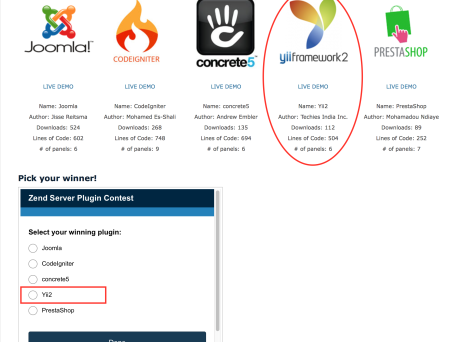 Joomla!
CODEIGNITER
concrete5
yiiframework2
PRESTASHOP
LIVE DEMO LIVE DEMO LIVE DEMO LIVE DEMO LIVE DEMO
Name: Joomla Name: CodeIgniter Name: concrete5 Name: Yii2 Name: PrestaShop
Author: Jisse Reitsma Author: Mohamed Es-Shali Author: Andrew Embler Author: Techies India Inc. Author: Mohamadou Ndiaye
Downloads: 524 Downloads: 268 Downloads: 135 Downloads: 112 Downloads: 89
Lines of Code: 602 Lines of Code: 748 Lines of Code: 694 Lines of Code: 504 Lines of Code: 252
# of panels: 6 # of panels: 9 # of panels: 6 # of panels: 6 # of panels: 7
Pick your winner!
Zend Server Plugin Contest
Select your winning plugin:
Joomla
CodeIgniter
concrete5
Yii2
PrestaShop
Done